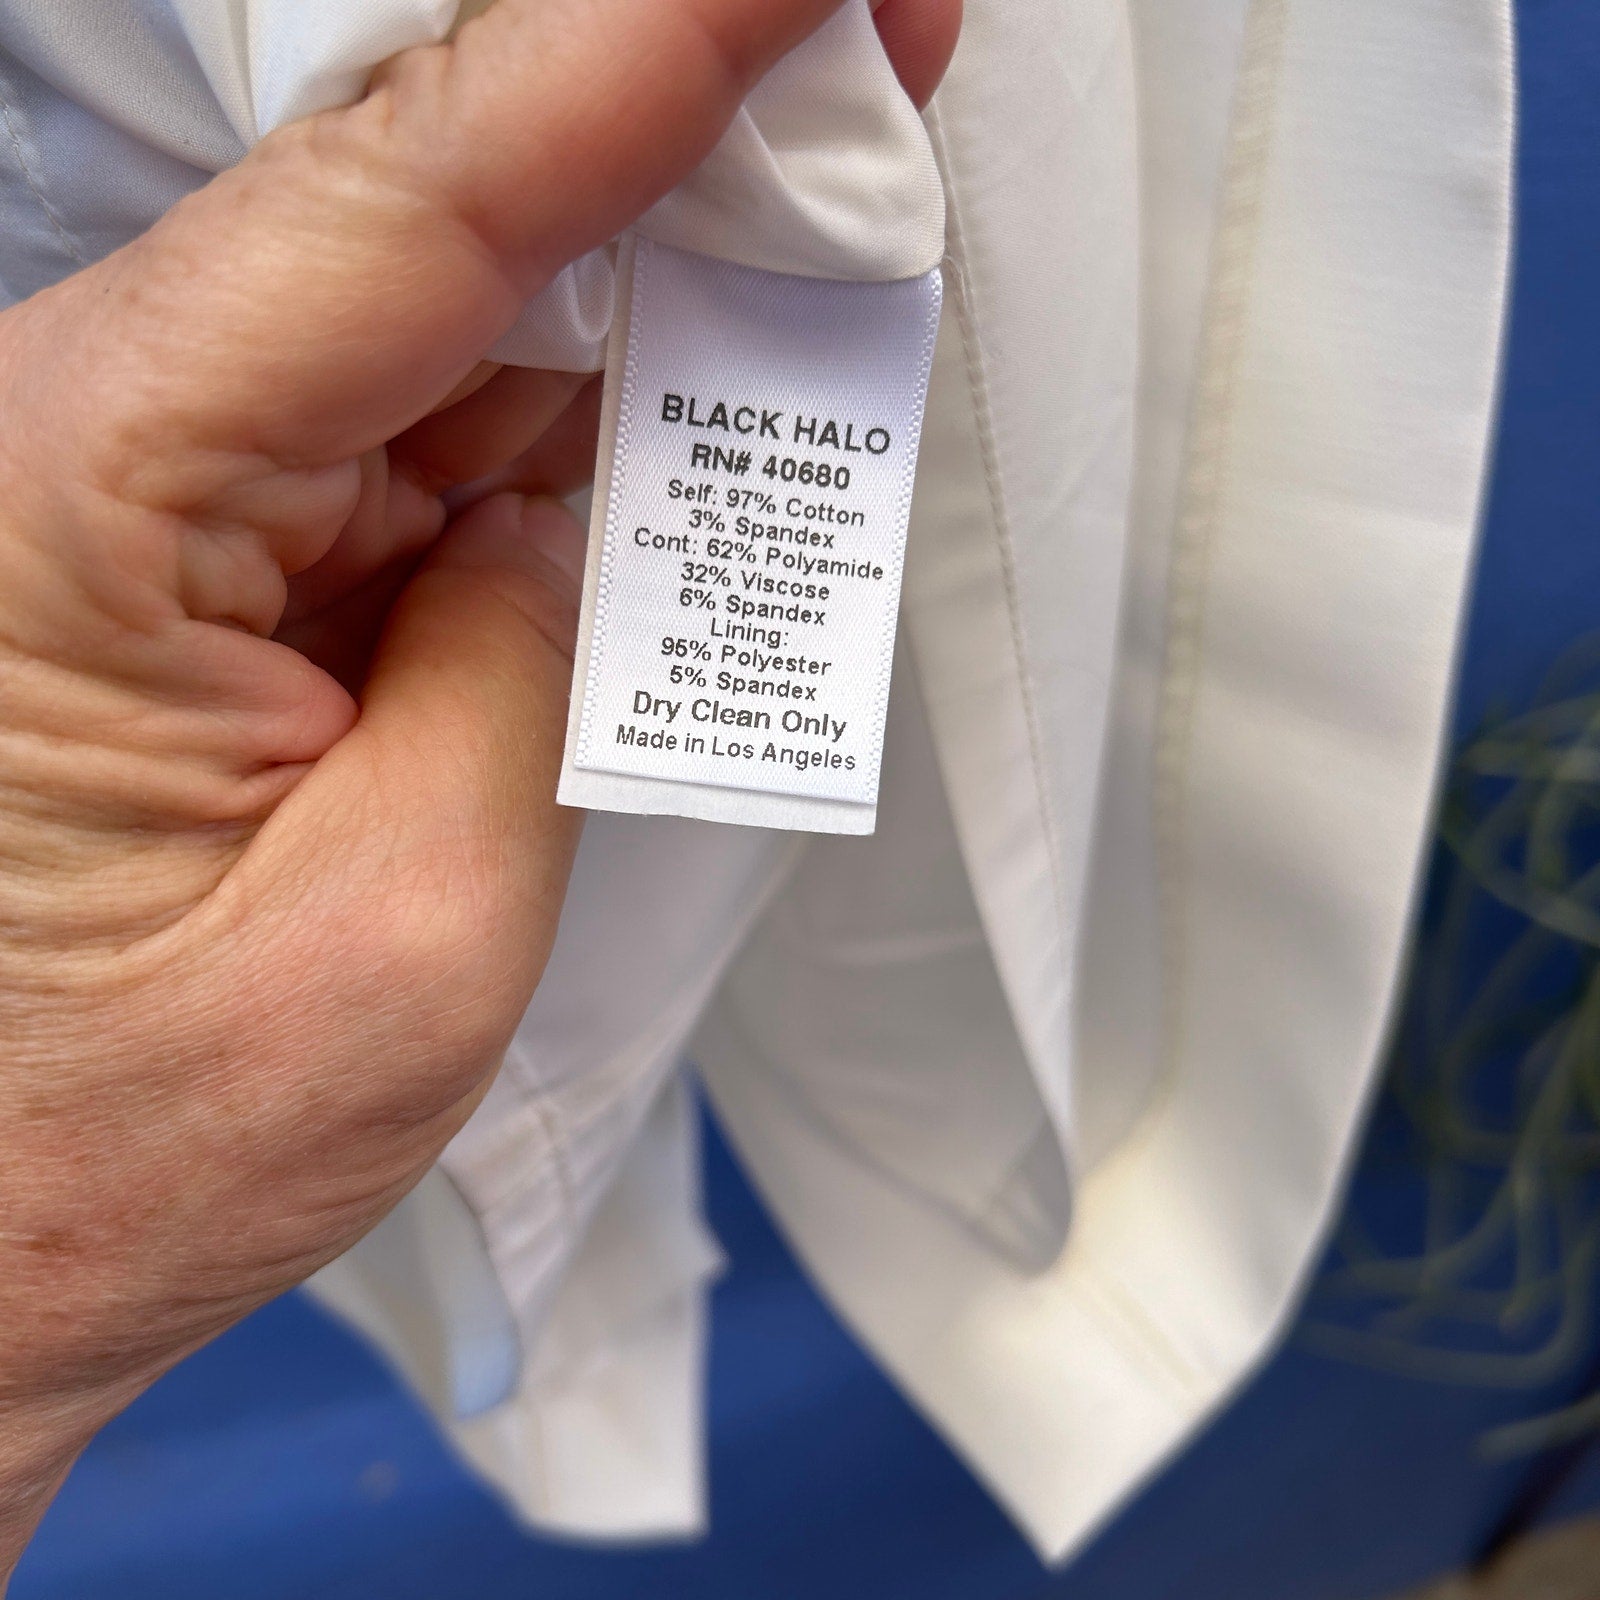 BLACK HALO
RN# 40680
Self: 97% Cotton
3% Spandex
Cont: 62% Polyamide
32% Viscose
6% Spandex
Lining:
95% Polyester
5% Spandex
Dry Clean Only
Made in Los Angeles